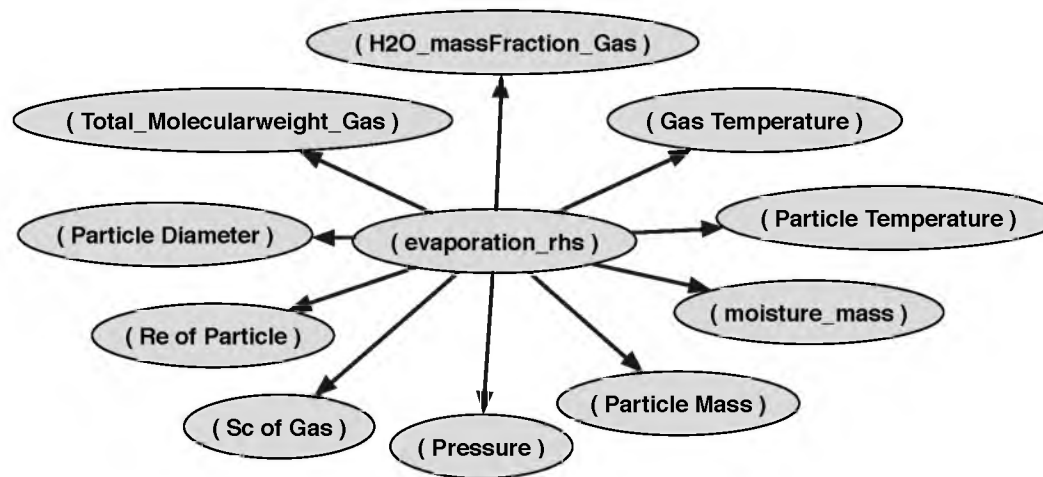 ( H2O_massFraction_Gas )
( Total_Molecularweight_Gas )
( Gas Temperature )
( Particle Temperature )
( Particle Diameter )
( evaporation_rhs )
( moisture_mass )
( Re of Particle )
( Particle Mass )
( Sc of Gas )
( Pressure )